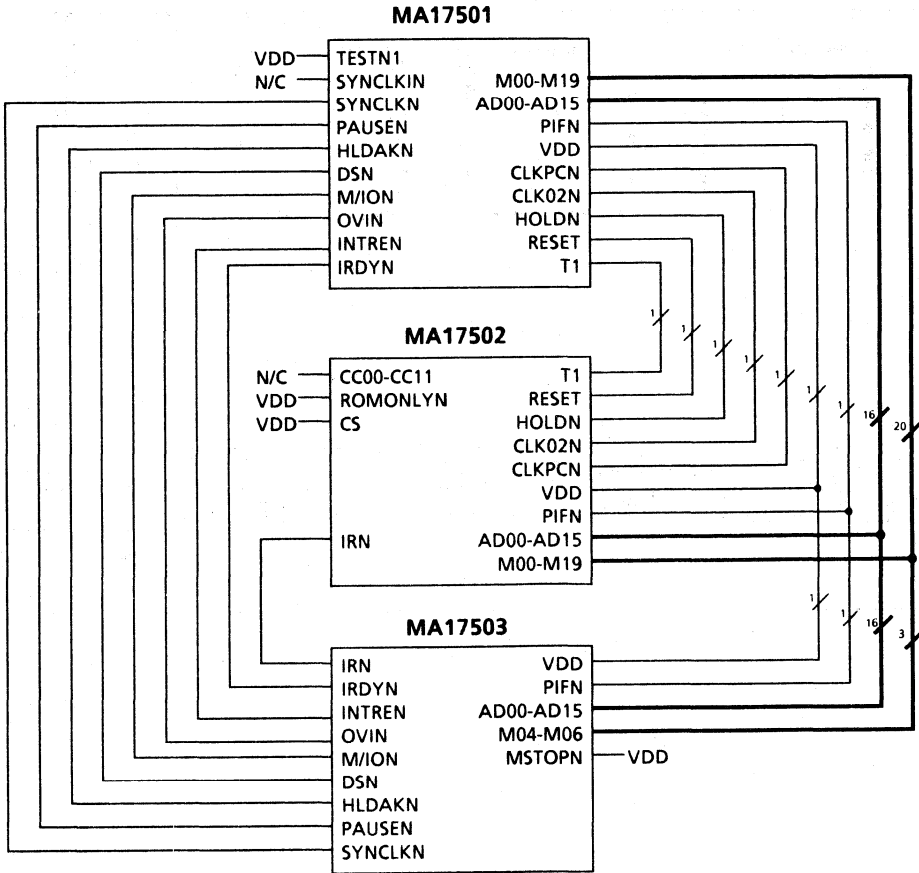 MA17501
VDD TESTN1
N/C SYNCLKIN M00-M19
SYNCLKN AD00-AD15
PAUSEN PIFN
HLDAKN VDD
DSN CLKPCN
M/ION CLK02N
OVIN HOLDN
INTREN RESET
IRDYN T1
1
1
MA17502
1
1
N/C CC00-CC11 T1
1
VDD ROMONLYN RESET
1
1
VDD CS HOLDN
16
20
CLK02N
CLKPCN
VDD
PIFN
IRN AD00-AD15
M00-M19
1
1
16
3
MA17503
IRN VDD
IRDYN PIFN
INTREN AD00-AD15
OVIN M04-M06
M/ION MSTOPN VDD
DSN
HLDAKN
PAUSEN
SYNCLKN